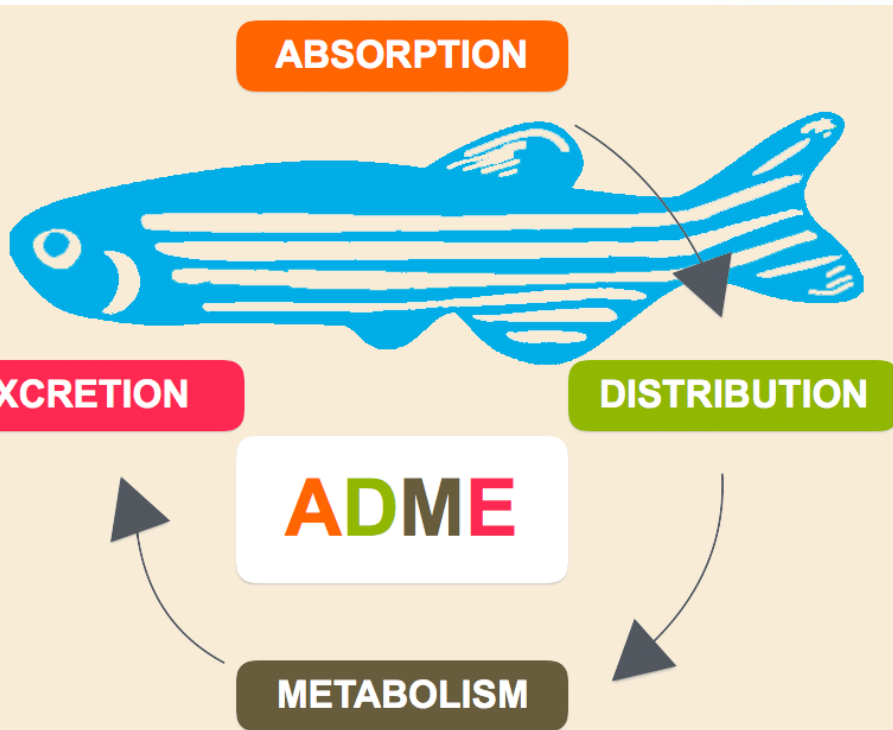 ABSORPTION
XCRETION
DISTRIBUTION
ADME
METABOLISM